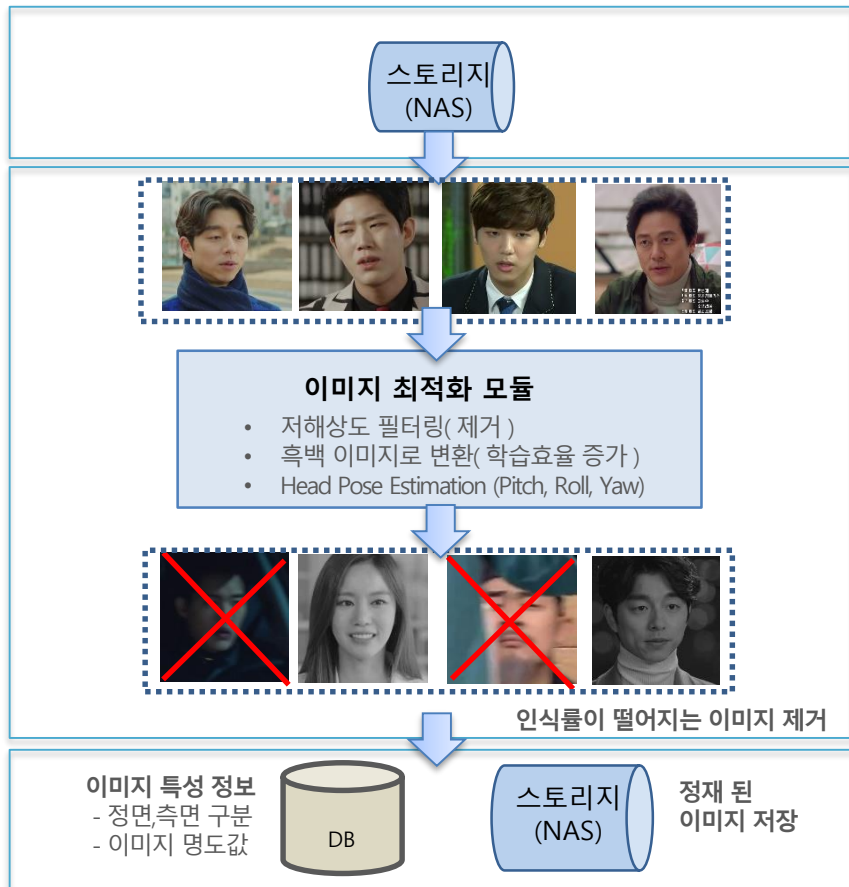 스토리지
(NAS)
이미지 최적화 모듈
• 저해상도 필터링( 제거 )
• 흑백 이미지로 변환( 학습효율 증가 )
• Head Pose Estimation (Pitch, Roll, Yaw)
인식률이 떨어지는 이미지 제거
이미지 특성 정보
- 정면,측면 구분
- 이미지 명도값
DB
스토리지
(NAS)
정재 된
이미지 저장